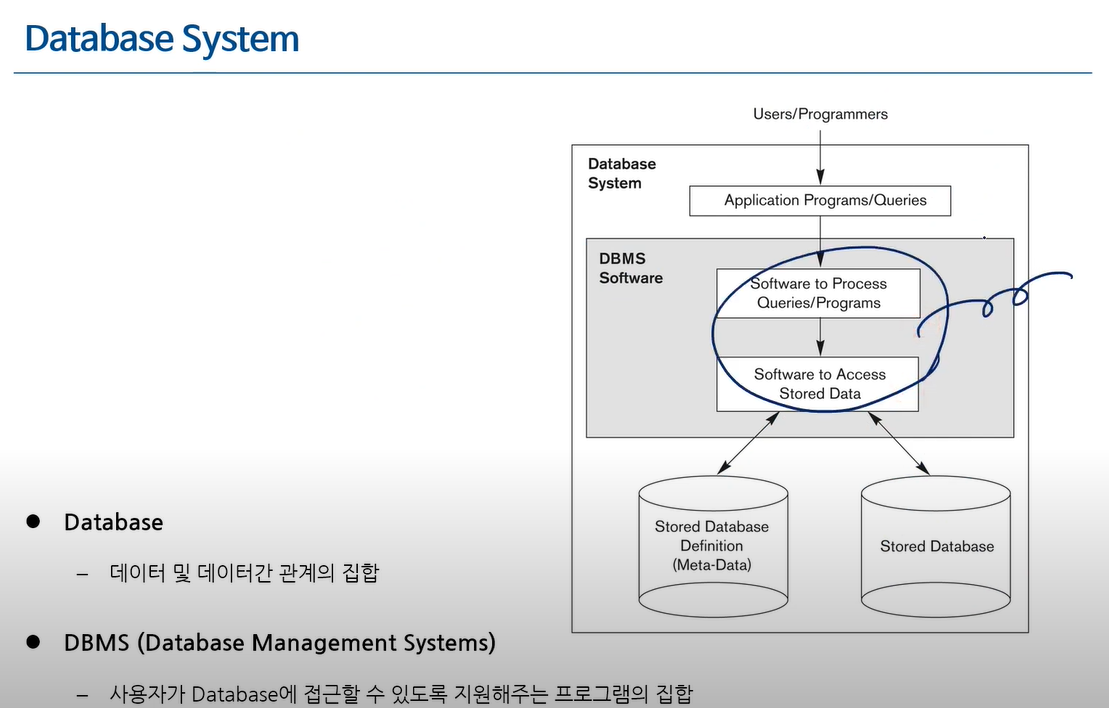 Database System
Users/Programmers
Database
System
Application Programs/Queries
DBMS
Software
Software to Process
Queries/Programs
Software to Access
Stored Data
Stored Database
Definition
(Meta-Data)
Stored Database
● Database
– 데이터 및 데이터간 관계의 집합
● DBMS (Database Management Systems)
– 사용자가 Database에 접근할 수 있도록 지원해주는 프로그램의 집합